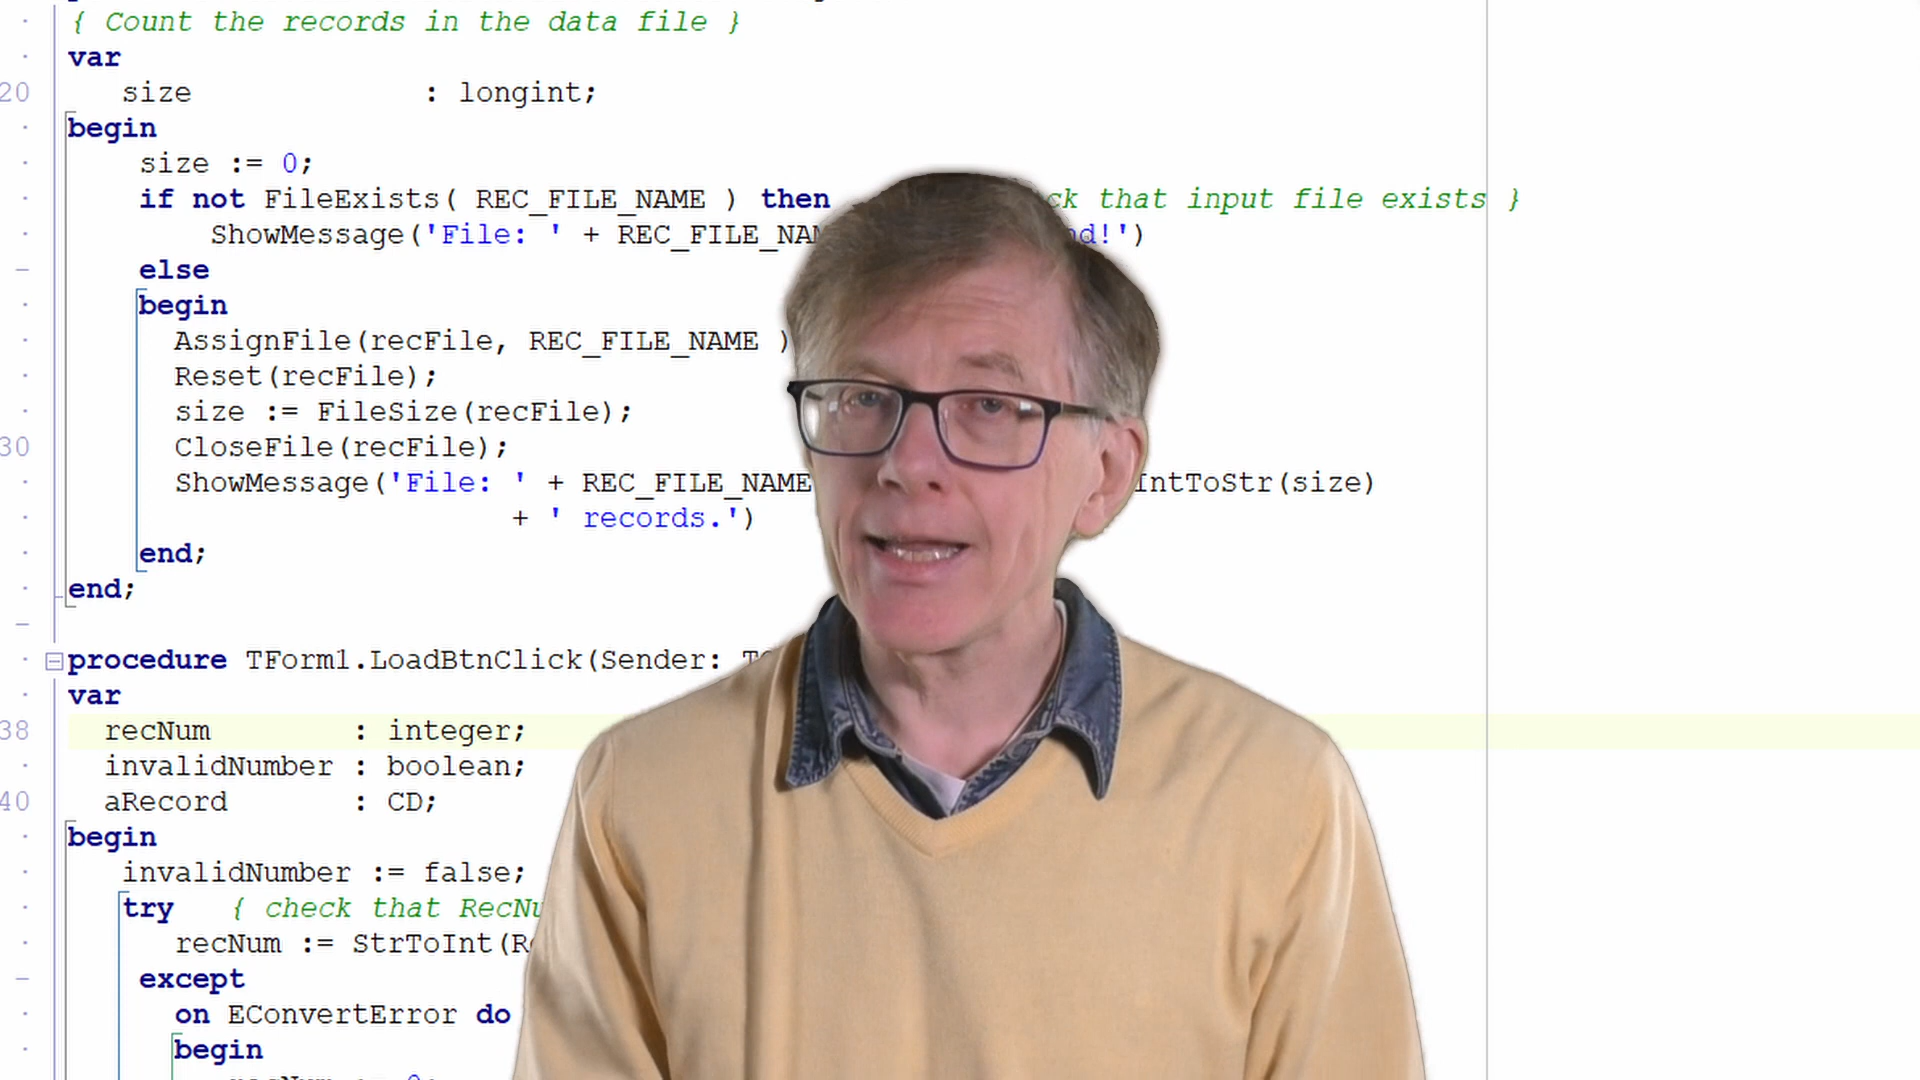 { Count the records in the data file }
var
20 size : longint;
begin
size := 0;
if not FileExists( REC_FILE_NAME ) then ck that input file exists }
ShowMessage('File: ' + REC_FILE_NAM d!')
else
begin
AssignFile(recFile, REC_FILE_NAME )
Reset(recFile);
size := FileSize(recFile);
30 CloseFile(recFile);
ShowMessage('File: ' + REC_FILE_NAME IntToStr(size)
+ ' records.')
end;
end;
procedure TForm1.LoadBtnClick(Sender:
var
38 recNum : integer;
invalidNumber : boolean;
40 aRecord : CD;
begin
invalidNumber := false;
try { check that RecNu
recNum := StrToInt(R
except
on EConvertError do
begin